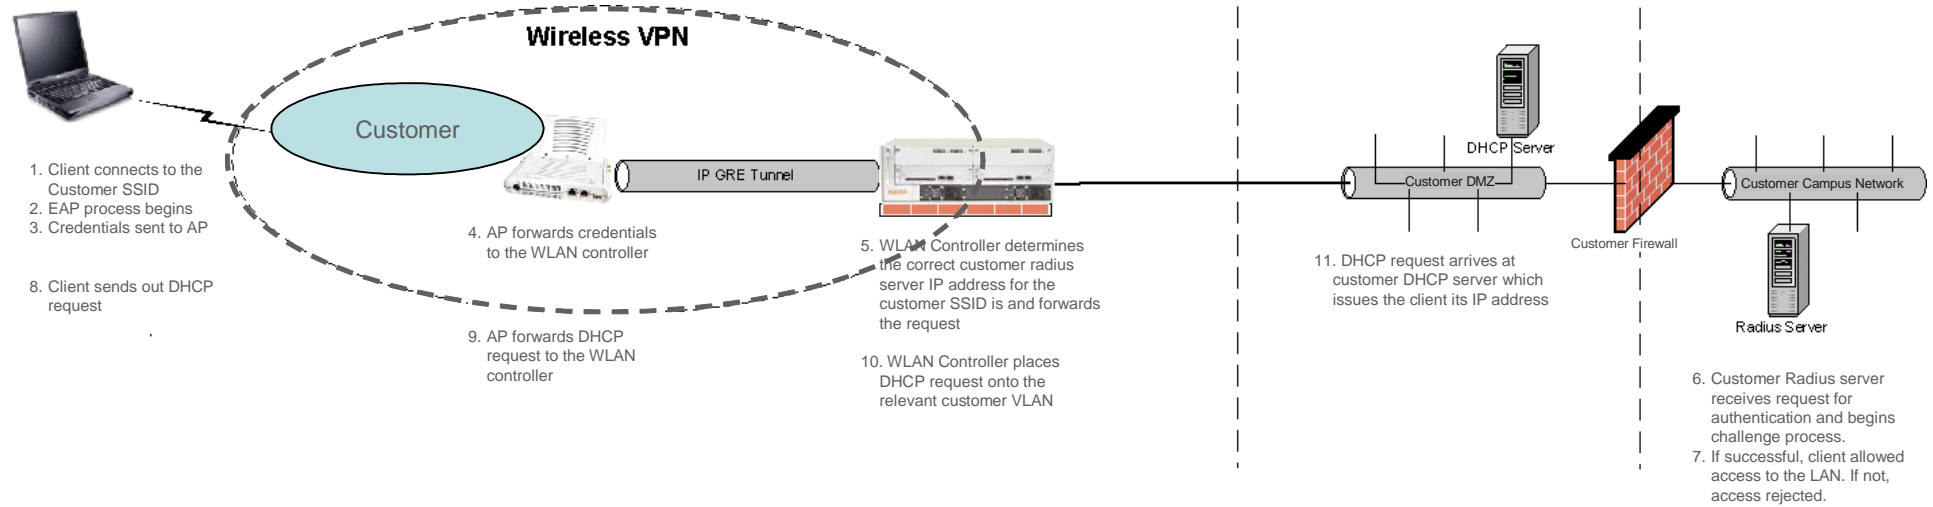 Wireless VPN
Customer
IP GRE Tunnel
DHCP Server
Customer DMZ
Customer Campus Network
Customer Firewall
Radius Server
1. Client connects to the
Customer SSID
2. EAP process begins
3. Credentials sent to AP
8. Client sends out DHCP
request
.
4. AP forwards credentials
to the WLAN controller
9. AP forwards DHCP
request to the WLAN
controller
5. WLAN Controller determines
the correct customer radius
server IP address for the
customer SSID is and forwards
the request
10. WLAN Controller places
DHCP request onto the
relevant customer VLAN
11. DHCP request arrives at
customer DHCP server which
issues the client its IP address
6. Customer Radius server
receives request for
authentication and begins
challenge process.
7. If successful, client allowed
access to the LAN. If not,
access rejected.